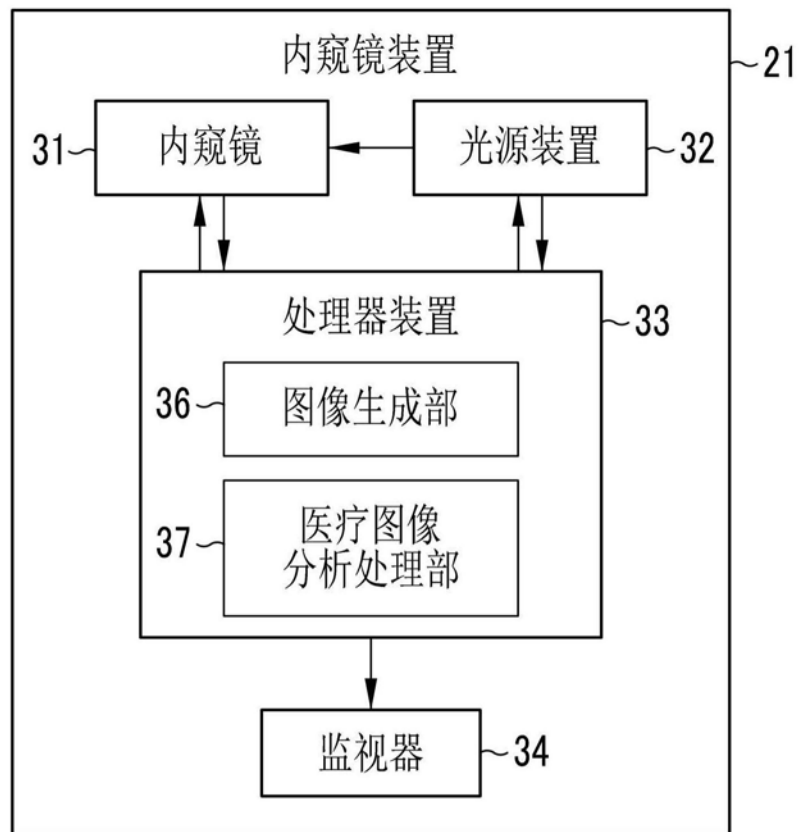 内窥镜装置
21
31
内窥镜
光源装置
32
处理器装置
33
36
图像生成部
37
医疗图像
分析处理部
监视器
34